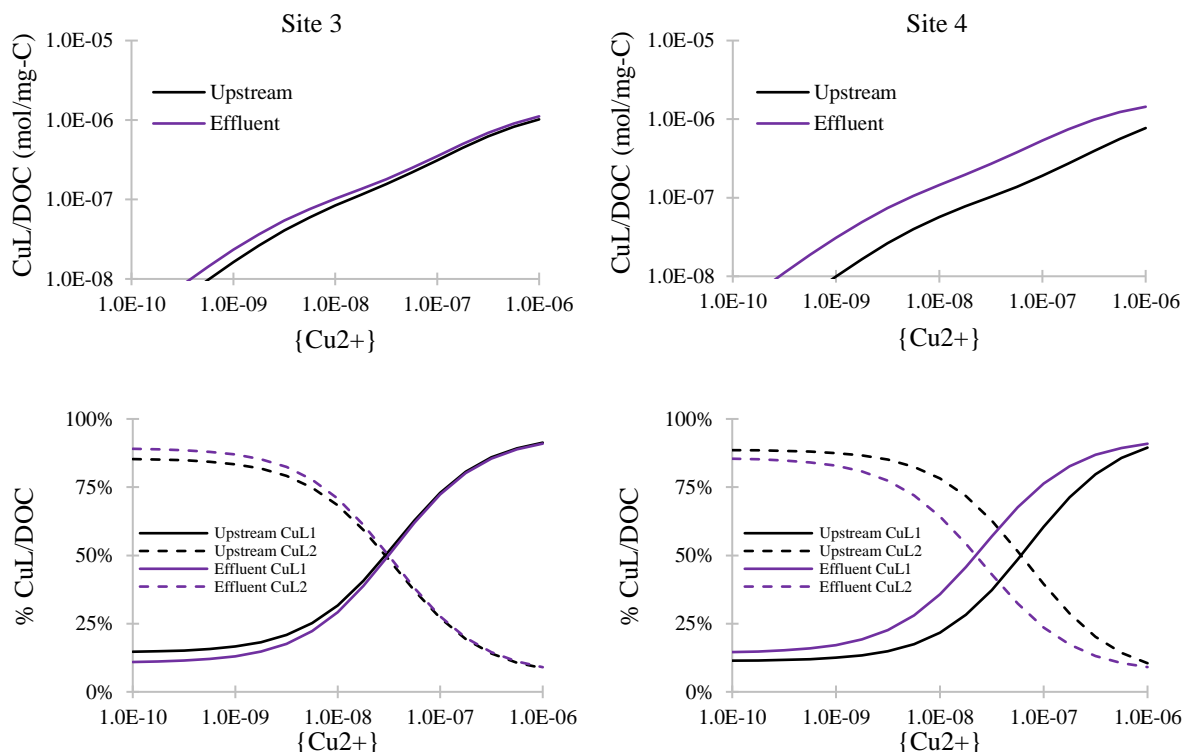 Site 3
CuL/DOC (mol/mg-C)
1.0E-05
1.0E-06
1.0E-07
1.0E-08
Upstream
Effluent
1.0E-10 1.0E-09 1.0E-08 1.0E-07 1.0E-06
{Cu2+}
Site 4
CuL/DOC (mol/mg-C)
1.0E-05
1.0E-06
1.0E-07
1.0E-08
Upstream
Effluent
1.0E-10 1.0E-09 1.0E-08 1.0E-07 1.0E-06
{Cu2+}
% CuL/DOC
100%
75%
50%
25%
0%
Upstream CuL1
Upstream CuL2
Effluent CuL1
Effluent CuL2
1.0E-10 1.0E-09 1.0E-08 1.0E-07 1.0E-06
{Cu2+}
% CuL/DOC
100%
75%
50%
25%
0%
Upstream CuL1
Upstream CuL2
Effluent CuL1
Effluent CuL2
1.0E-10 1.0E-09 1.0E-08 1.0E-07 1.0E-06
{Cu2+}